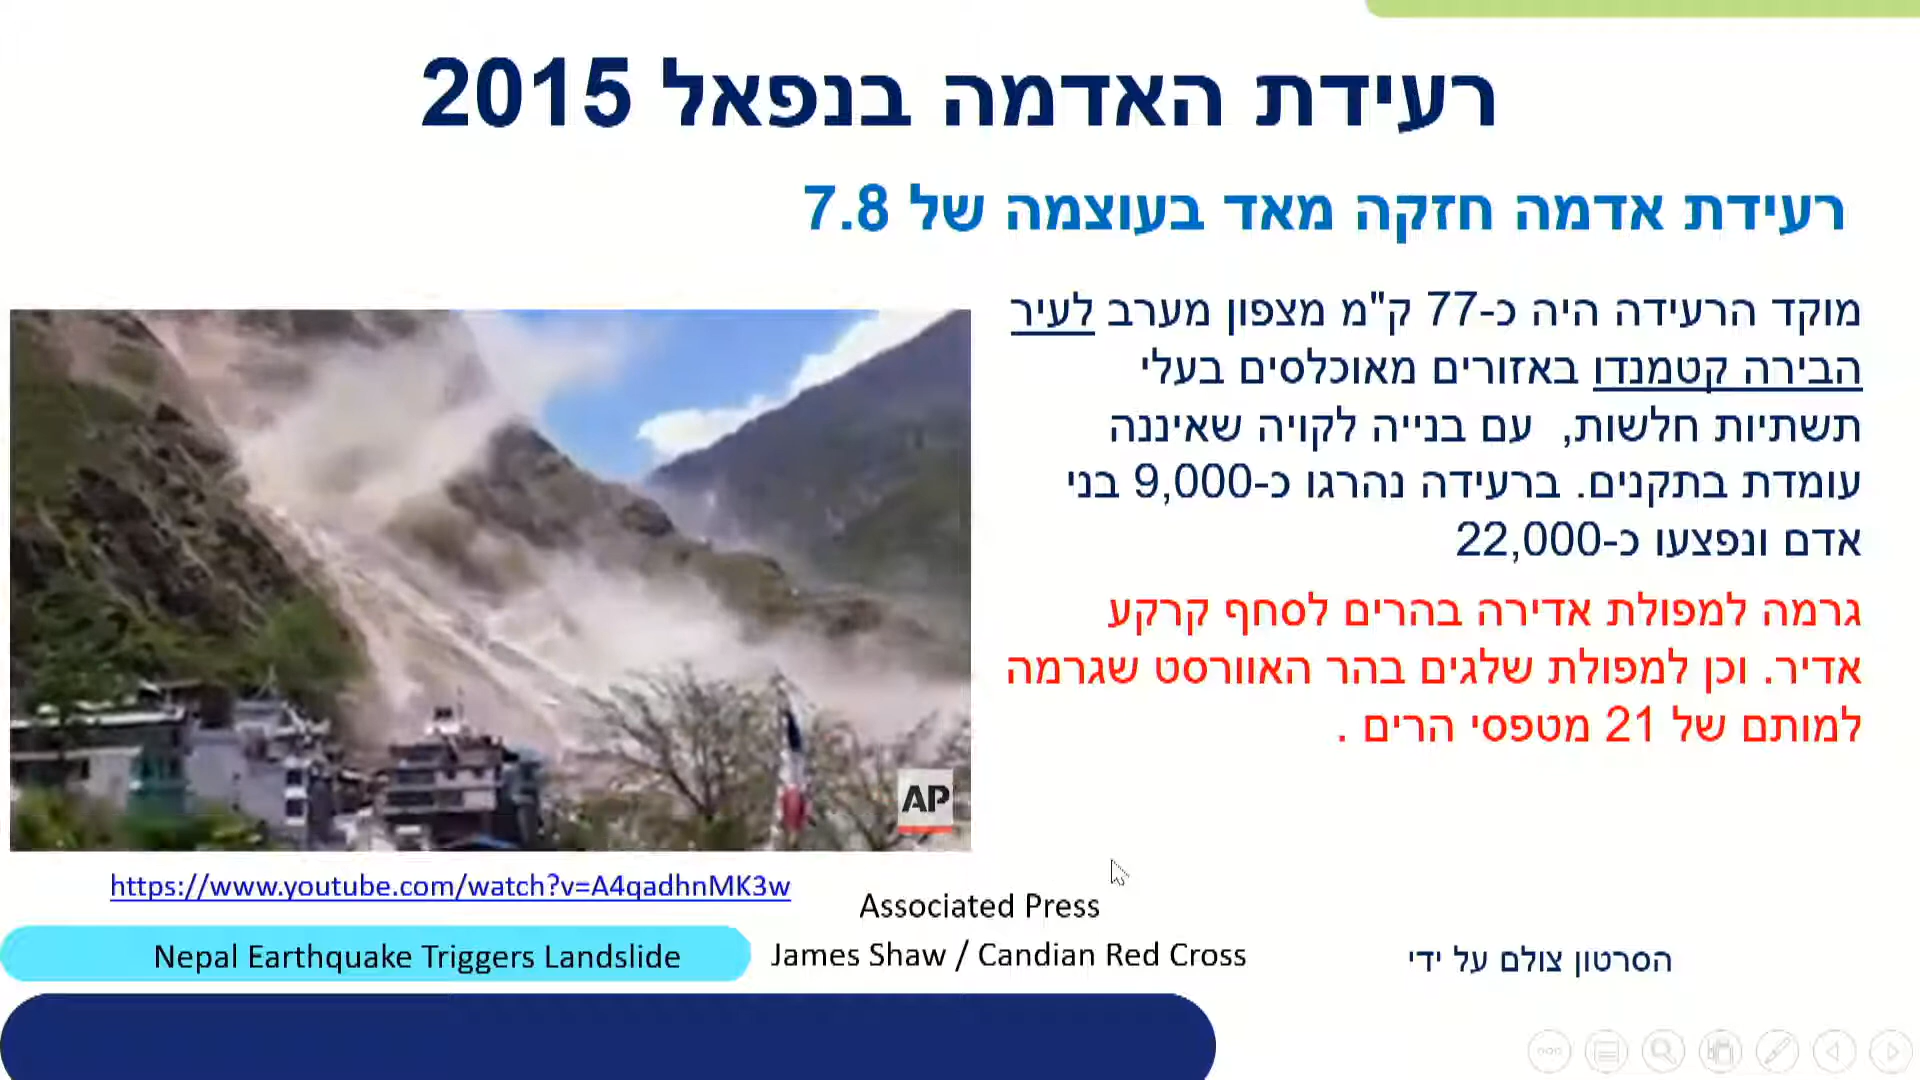 רעידת האדמה בנפאל 2015
רעידת אדמה חזקה מאד בעוצמה של 7.8
מוקד הרעידה היה כ-77 ק"מ מצפון מערב לעיר
הבירה קטמנדו באזורים מאוכלסים בעלי
תשתיות חלשות,  עם בנייה לקויה שאיננה
עומדת בתקנים. ברעידה נהרגו כ-9,000 בני
אדם ונפצעו כ-22,000
גרמה למפולת אדירה בהרים לסחף קרקע
אדיר. וכן למפולת שלגים בהר האוורסט שגרמה
למותם של 21 מטפסי הרים .
AP
https://www.youtube.com/watch?v=A4qadhnMK3w
Associated Press
Nepal Earthquake Triggers Landslide
James Shaw / Candian Red Cross
הסרטון צולם על ידי